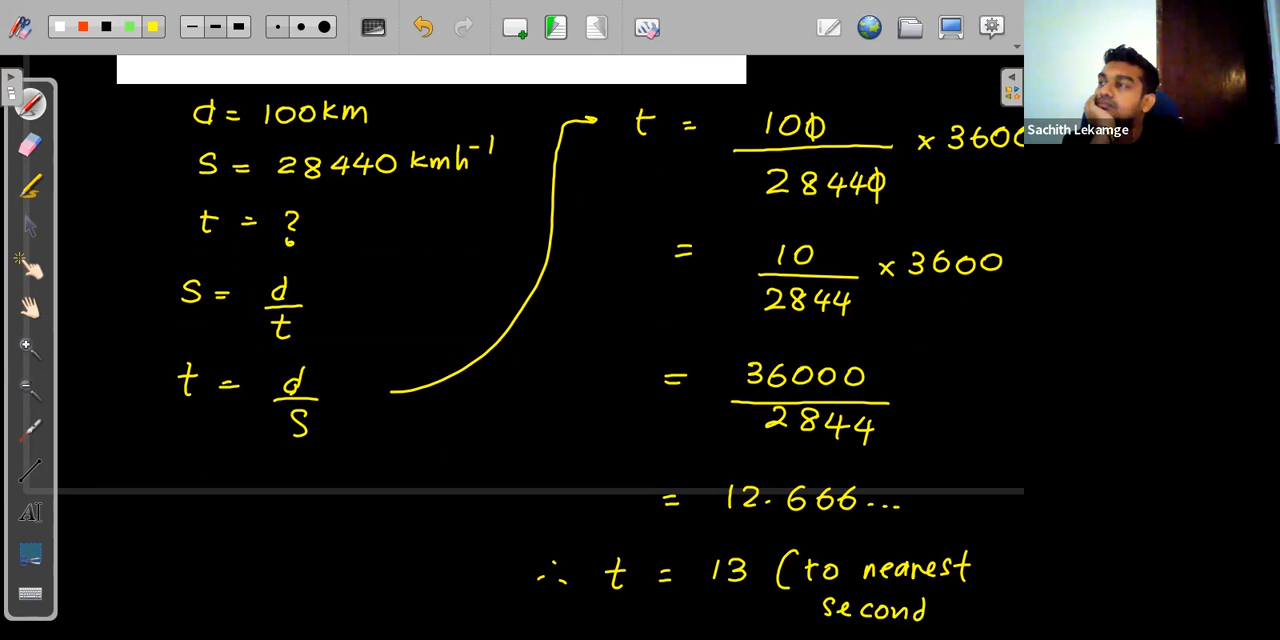 d = 100km
S = 28440 kmh⁻¹
t = ?
S = d/t
t = d/S
t = 100/28440 × 3600
= 10/2844 × 3600
= 36000/2844
= 12.666...
∴ t = 13 (to nearest
second
Sachith Lekamge
AI